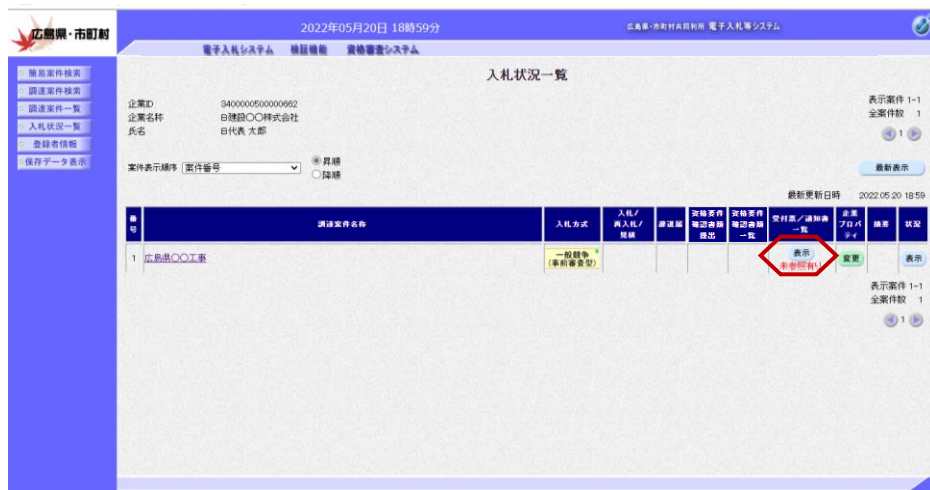 広島県・市町村
2022年05月20日 18時59分
広島県・市町村共同利用 電子入札等システム
電子入札システム 検証機能 資格審査システム
簡易案件検索
調達案件検索
調達案件一覧
入札状況一覧
登録者情報
保存データ表示
入札状況一覧
企業ID 3400000500000662
企業名称 B建設〇〇株式会社
氏名 B代表 太郎
表示案件 1-1
全案件数 1
1
案件表示順序 案件番号
昇順
降順
最新表示
最新更新日時 2022.05.20 18:59
番号 調達案件名称 入札方式 入札/再入札/見積 辞退届 資格要件確認書類提出 資格要件確認書類一覧 受付票/通知書一覧 企業プロパティ 摘要 状況
1 広島県〇〇工事 一般競争(事前審査型) 表示 未参照有り 変更 表示
表示案件 1-1
全案件数 1
1